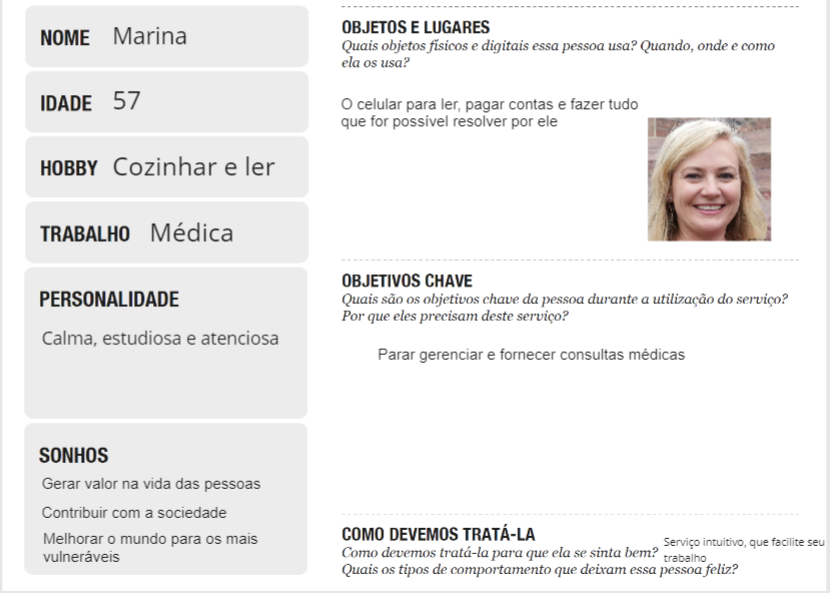 NOME Marina
IDADE 57
HOBBY Cozinhar e ler
TRABALHO Médica
PERSONALIDADE
Calma, estudiosa e atenciosa
SONHOS
Gerar valor na vida das pessoas
Contribuir com a sociedade
Melhorar o mundo para os mais
vulneráveis
OBJETOS E LUGARES
Quais objetos físicos e digitais essa pessoa usa? Quando, onde e como
ela os usa?
O celular para ler, pagar contas e fazer tudo
que for possível resolver por ele
OBJETIVOS CHAVE
Quais são os objetivos chave da pessoa durante a utilização do serviço?
Por que eles precisam deste serviço?
Parar gerenciar e fornecer consultas médicas
COMO DEVEMOS TRATÁ-LA
Como devemos tratá-la para que ela se sinta bem?
Quais os tipos de comportamento que deixam essa pessoa feliz?
Serviço intuitivo, que facilite seu
trabalho